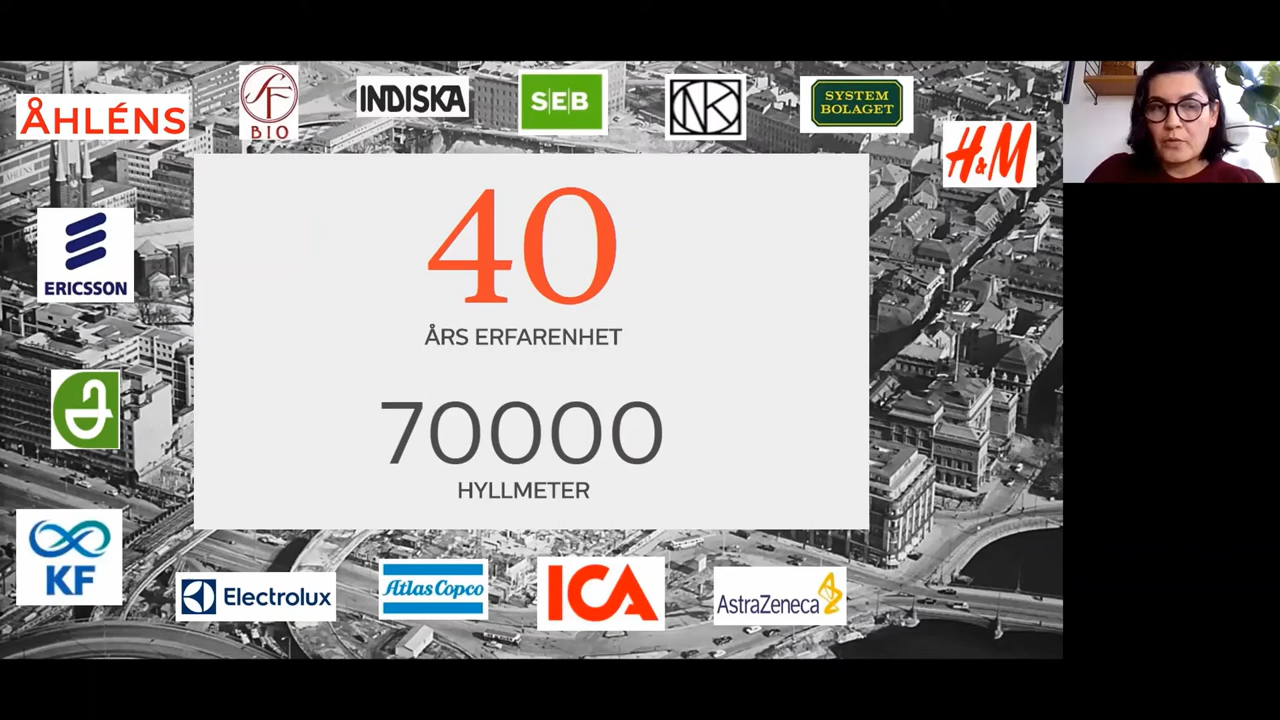 ÅHLÉNS
SF
BIO
INDISKA
SEB
NK
SYSTEM
BOLAGET
H&M
ERICSSON
40
ÅRS ERFARENHET
70000
HYLLMETER
KF
Electrolux
Atlas Copco
ICA
AstraZeneca